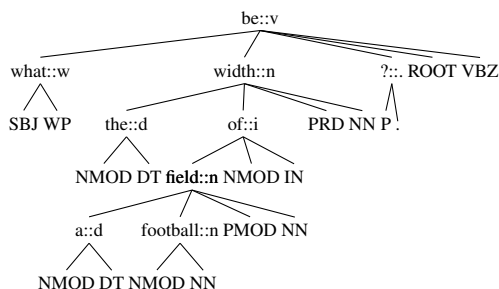 be::v
what::w width::n ?::. ROOT VBZ
SBJ WP the::d of::i PRD NN P .
NMOD DT field::n NMOD IN
a::d football::n PMOD NN
NMOD DT NMOD NN